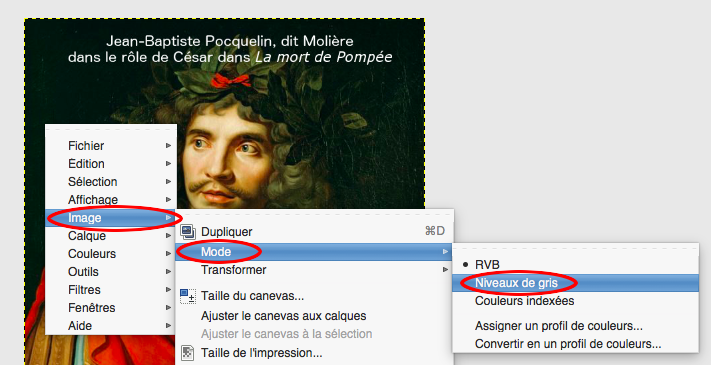 Jean-Baptiste Pocquelin, dit Molière
dans le rôle de César dans La mort de Pompée
Fichier
Edition
Sélection
Affichage
Image
Calque
Couleurs
Outils
Filtres
Fenêtres
Aide
Dupliquer ⌘D
Mode
Transformer
Taille du canevas...
Ajuster le canevas aux calques
Ajuster le canevas à la sélection
Taille de l'impression...
RVB
Niveaux de gris
Couleurs indexées
Assigner un profil de couleurs...
Convertir en un profil de couleurs...